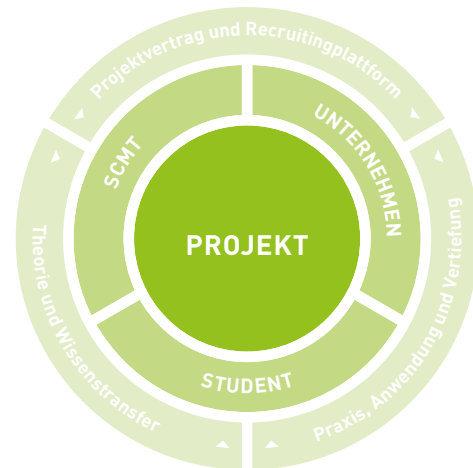 Projektvertrag und Recruitingplattform
SCMT
UNTERNEHMEN
PROJEKT
STUDENT
Theorie und Wissenstransfer
Praxis, Anwendung und Vertiefung